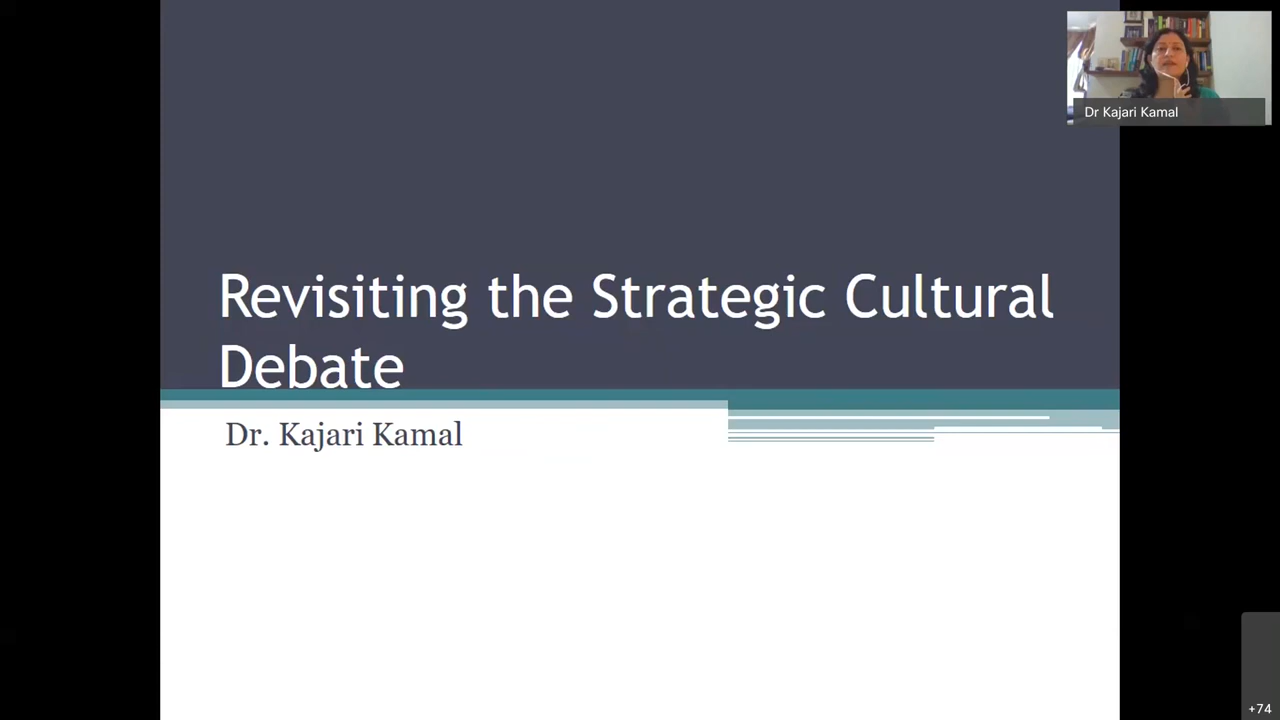 Dr Kajari Kamal
Revisiting the Strategic Cultural
Debate
Dr. Kajari Kamal
+74